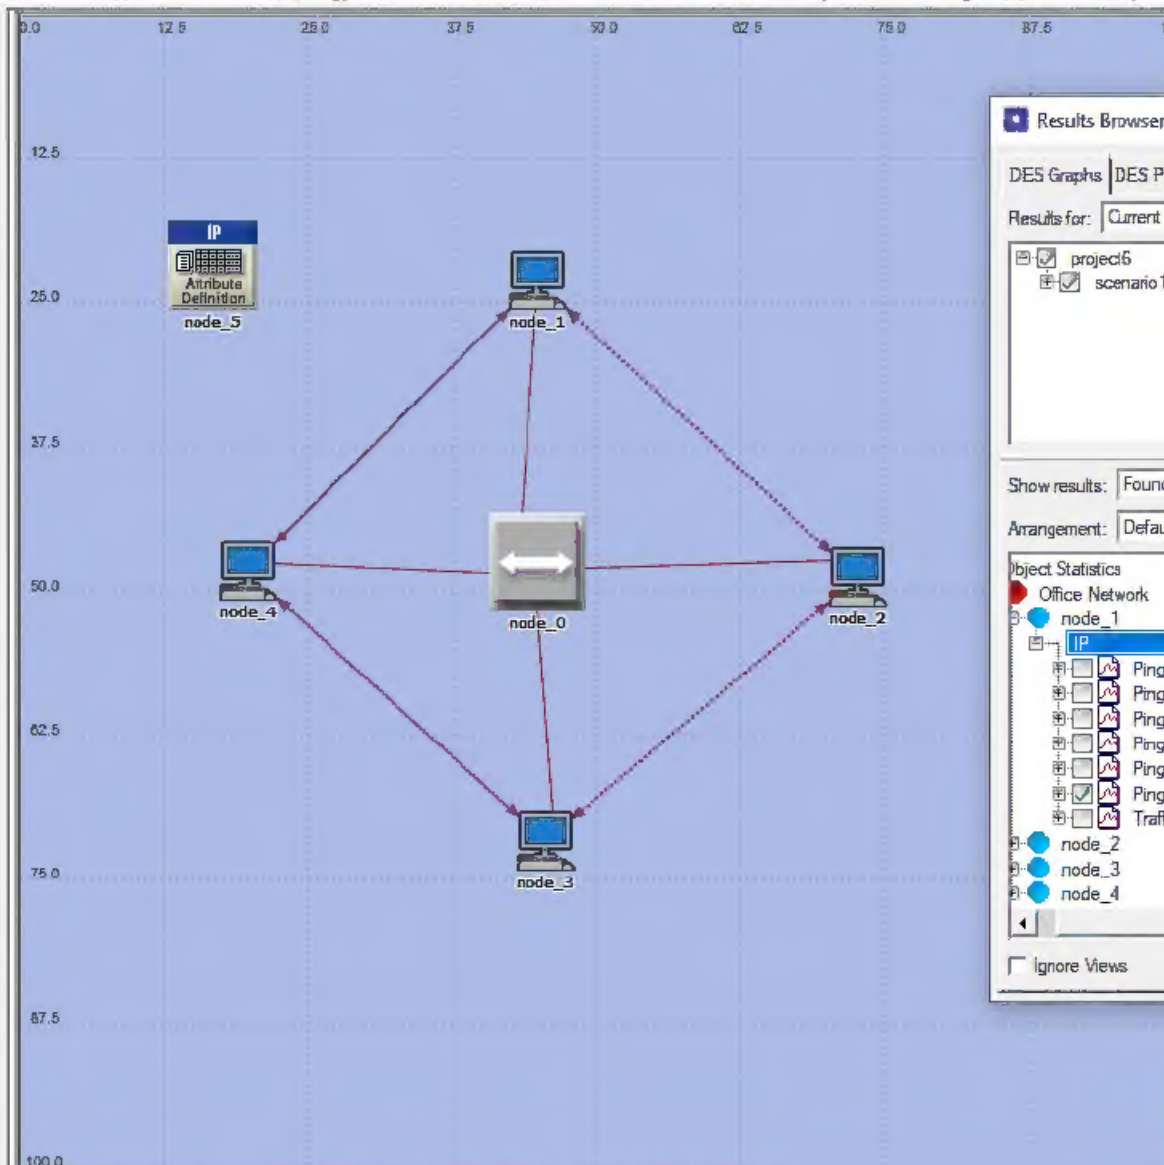 0.0 12.5 25.0 37.5 50.0 62.5 75.0 87.5
12.5
25.0
37.5
50.0
62.5
75.0
87.5
100.0
IP
Attribute
Definition
node_5
node_1
node_4
node_0
node_2
node_3
Results Browser
DES Graphs DES P
Results for: Current
project6
scenario1
Show results: Found
Arrangement: Defau
Object Statistics
Office Network
node_1
IP
Ping
Ping
Ping
Ping
Ping
Ping
Traff
node_2
node_3
node_4
Ignore Views